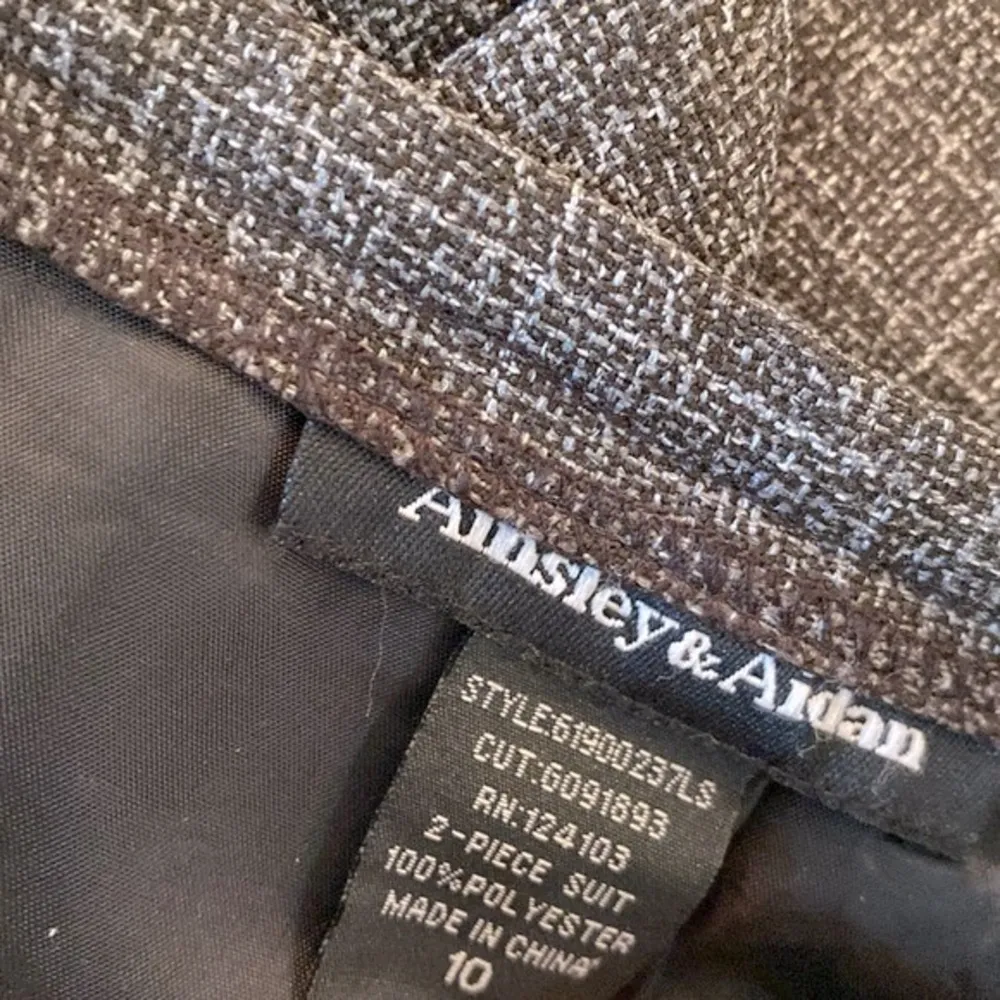 Ainsley&Aidan
STYLE:61900237LS
CUT:G091693
RN:124103
2-PIECE SUIT
100%POLYESTER
MADE IN CHINA
10